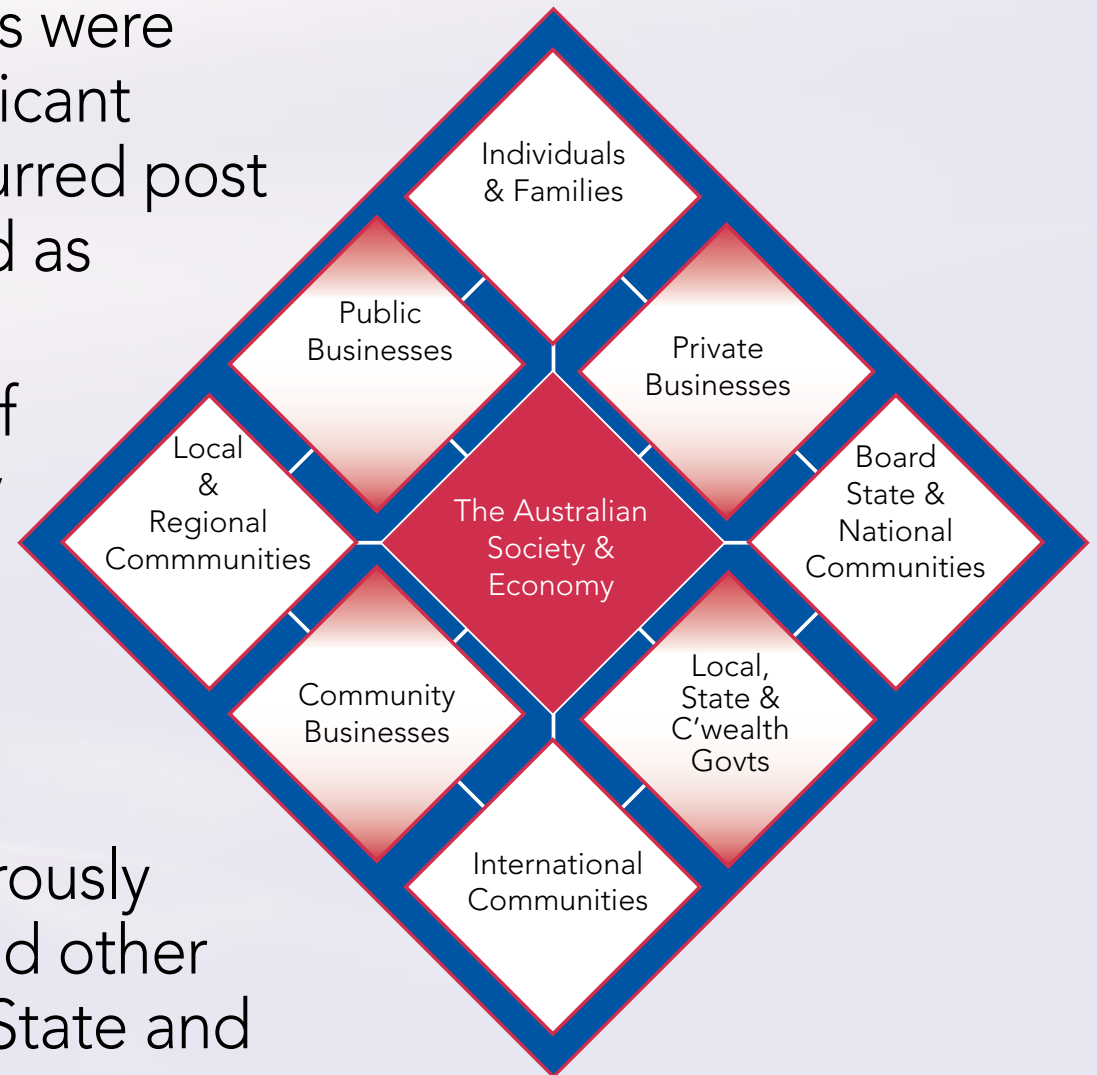 s were
icant
urred post
d as
f
rously
d other
State and
Individuals
& Families
Public
Businesses
Private
Businesses
Local
&
Regional
Commmunities
The Australian
Society &
Economy
Board
State &
National
Communities
Community
Businesses
Local,
State &
C'wealth
Govts
International
Communities